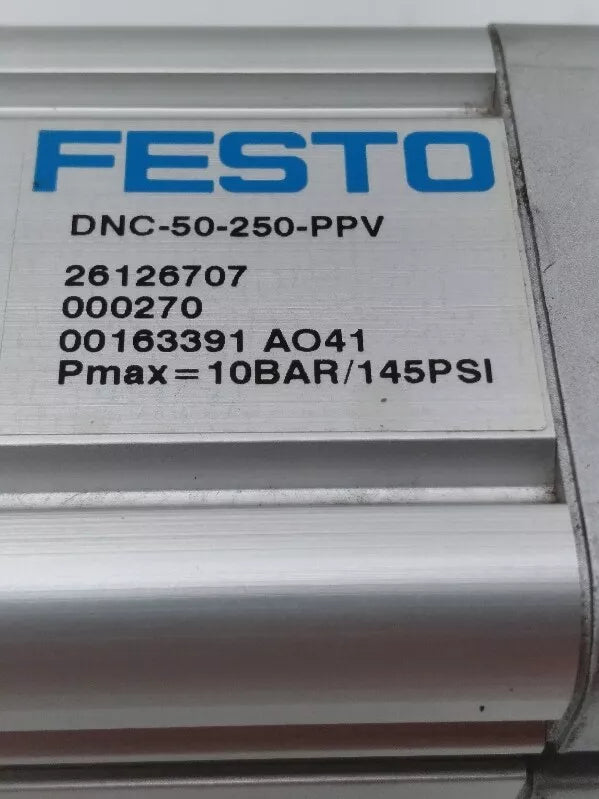 FESTO
DNC-50-250-PPV
26126707
000270
00163391 AO41
Pmax=10BAR/145PSI